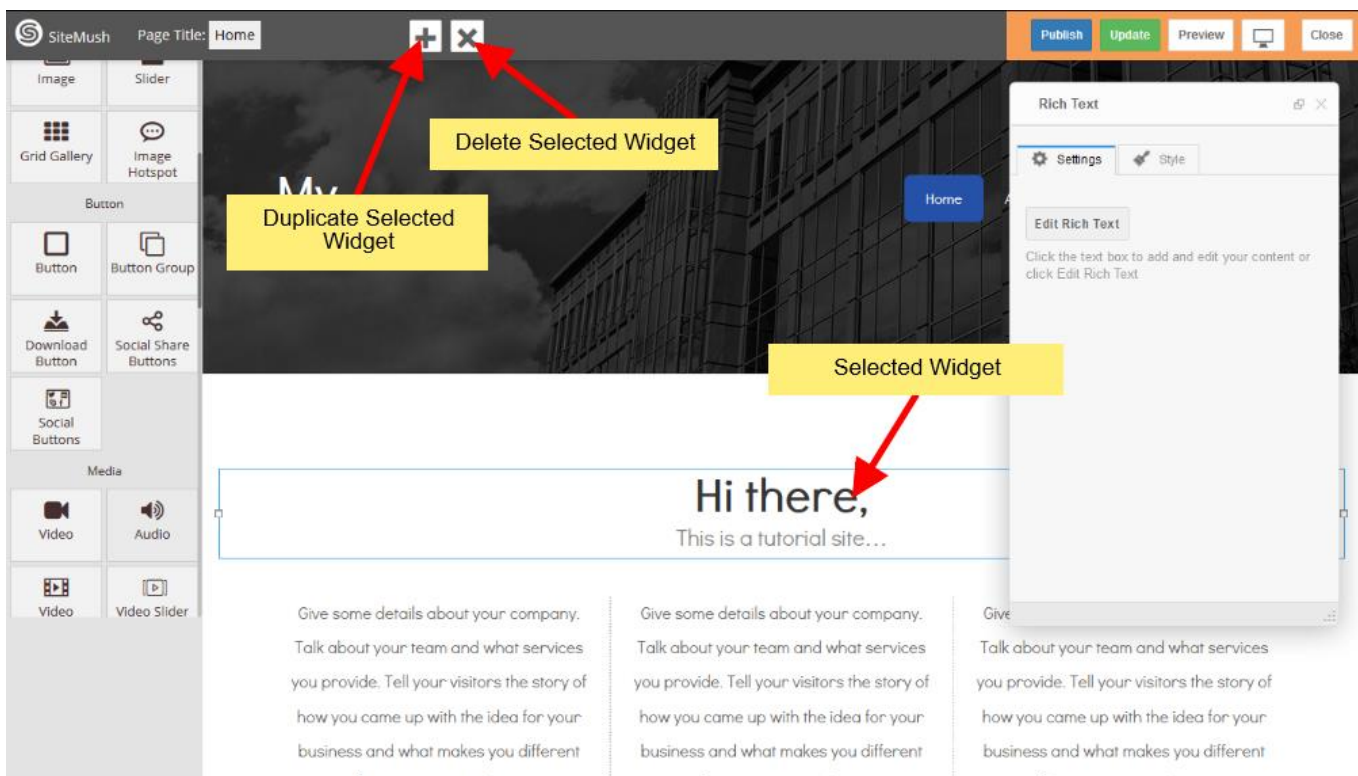 SiteMush Page Title: Home
Publish Update Preview Close
Image Slider
Grid Gallery Image
Hotspot
Button
Button Button Group
Download Social Share
Button Buttons
Social
Buttons
Media
Video Audio
Video Video Slider
Delete Selected Widget
Duplicate Selected
Widget
My
Home A
Rich Text
Settings Style
Edit Rich Text
Click the text box to add and edit your content or
click Edit Rich Text
Selected Widget
Hi there,
This is a tutorial site...
Give some details about your company.
Talk about your team and what services
you provide. Tell your visitors the story of
how you came up with the idea for your
business and what makes you different
Give some details about your company.
Talk about your team and what services
you provide. Tell your visitors the story of
how you came up with the idea for your
business and what makes you different
Give
Talk about your team and what services
you provide. Tell your visitors the story of
how you came up with the idea for your
business and what makes you different